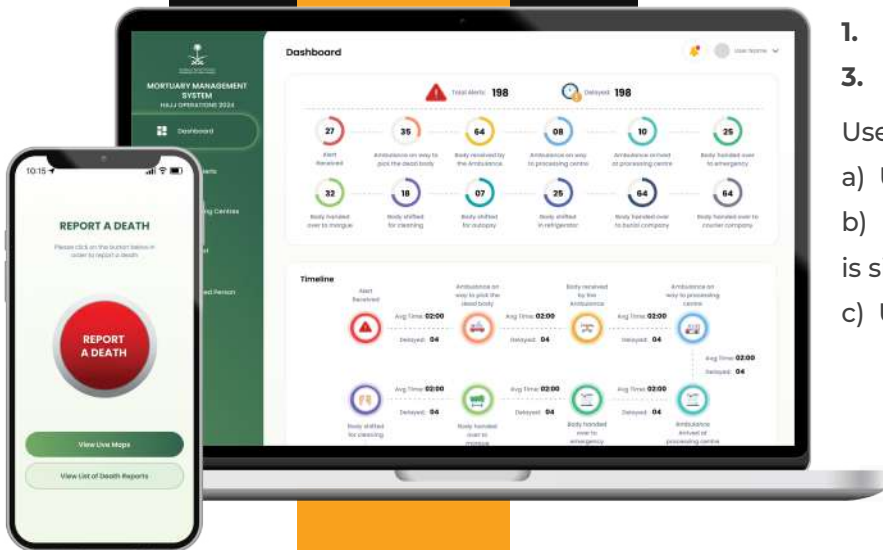 1.
3.
Use
a) U
b)
is s
c) U
MORTUARY MANAGEMENT
SYSTEM
HAJJ OPERATIONS 2024
Dashboard
Dashboard
User Name
Total Alerts: 198
Delayed: 198
27
35
64
08
10
25
Alert
Received
Ambulance on way to
pick the dead body
Body received by
the Ambulance
Ambulance on way
to processing centre
Ambulance arrived
at processing centre
Body handed over
to emergency
32
18
07
25
64
64
Body handed
over to morgue
Body shifted
for cleaning
Body shifted
for autopsy
Body shifted
in refrigerator
Body handed over
to burial company
Body handed over to
courier company
Timeline
Alert
Received
Ambulance on
way to pick the
dead body
Body received
by the
Ambulance
Ambulance on
way to processing
centre
Avg Time: 02:00
Delayed: 04
Avg Time: 02:00
Delayed: 04
Avg Time: 02:00
Delayed: 04
Avg Time: 02:00
Delayed: 04
Avg Time: 02:00
Delayed: 04
Avg Time: 02:00
Delayed: 04
Avg Time: 02:00
Delayed: 04
Body shifted
for cleaning
Body handed
over to
morgue
Body handed
over to
emergency
Ambulance
arrived at
processing centre
10:15
REPORT A DEATH
Please click on the button below in
order to report a death
REPORT
A DEATH
View Live Maps
View List of Death Reports